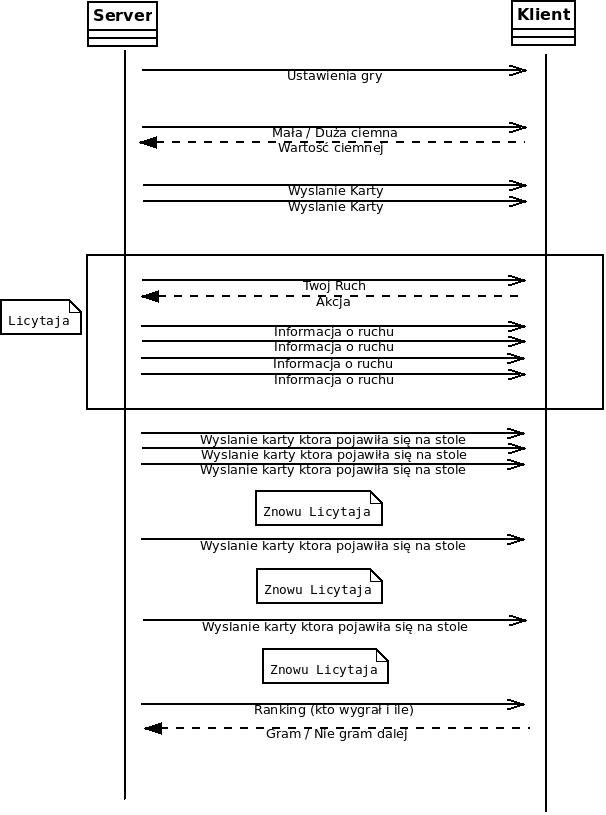 Server
Klient
Ustawienia gry
Mała / Duża ciemna
Wartość ciemnej
Wyslanie Karty
Wyslanie Karty
Twoj Ruch
Akcja
Licytaja
Informacja o ruchu
Informacja o ruchu
Informacja o ruchu
Informacja o ruchu
Wyslanie karty ktora pojawiła się na stole
Wyslanie karty ktora pojawiła się na stole
Wyslanie karty ktora pojawiła się na stole
Znowu Licytaja
Wyslanie karty ktora pojawiła się na stole
Znowu Licytaja
Wyslanie karty ktora pojawiła się na stole
Znowu Licytaja
Ranking (kto wygrał i ile)
Gram / Nie gram dalej